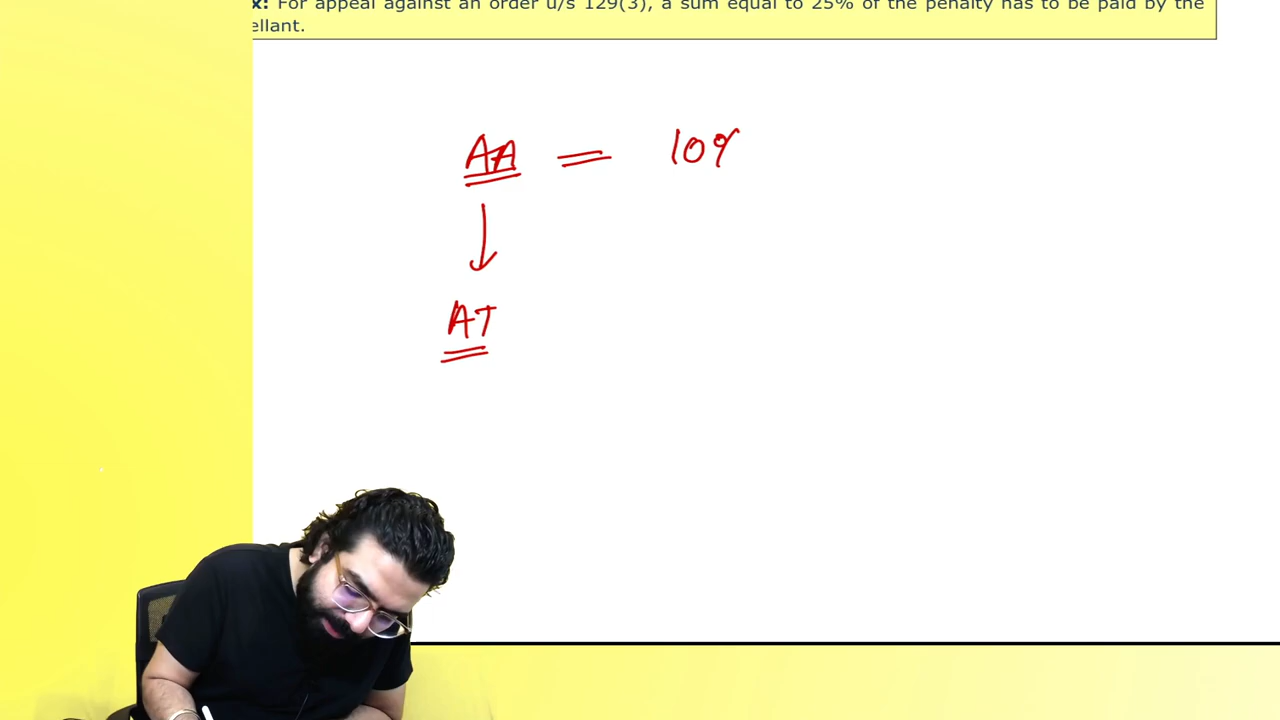 x: For appeal against an order u/s 129(3), a sum equal to 25% of the penalty has to be paid by the
ellant.
AA = 10%
AT